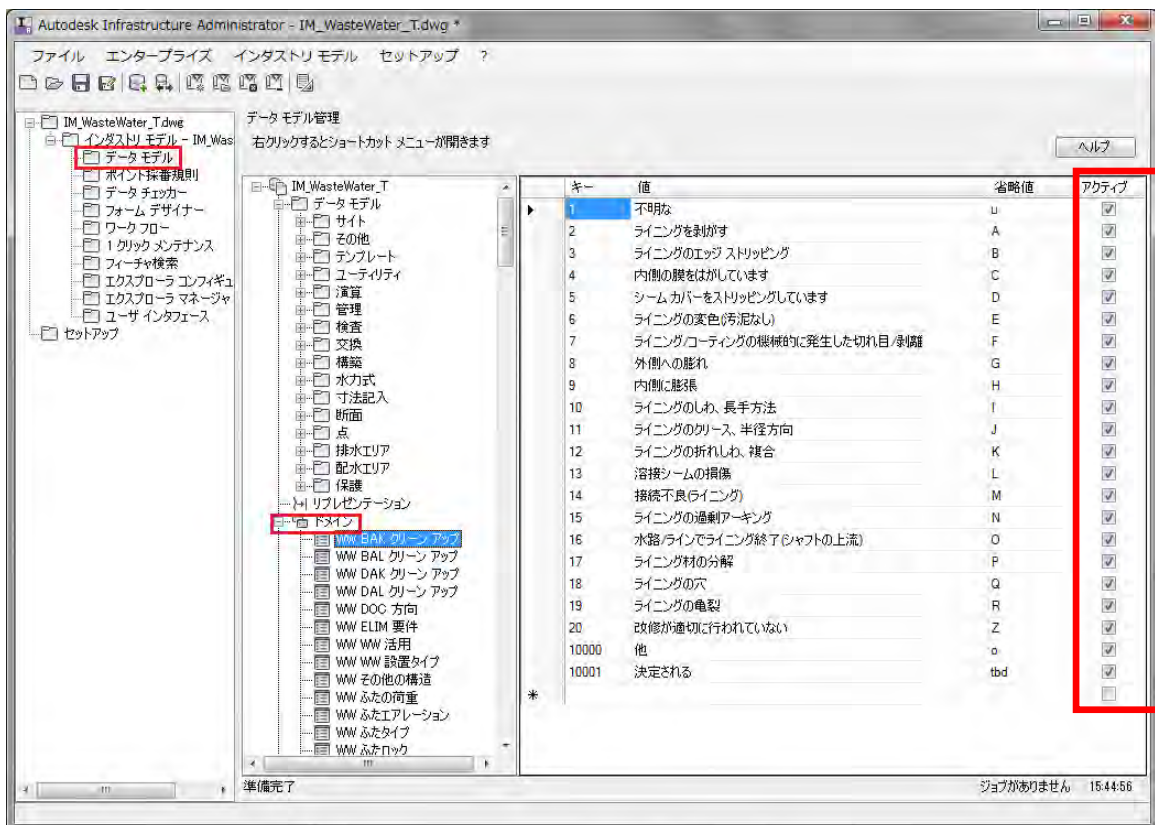 Autodesk Infrastructure Administrator - IM_WasteWater_T.dwg *
ファイル エンタープライズ インダストリ モデル セットアップ ?
IM_WasteWater_T.dwg
インダストリ モデル - IM_Was
データ モデル
ポイント採番規則
データ チェッカー
フォーム デザイナー
ワーク フロー
1 クリック メンテナンス
フィーチャ検索
エクスプローラ コンフィギュ
エクスプローラ マネージャ
ユーザ インタフェース
セットアップ
データ モデル管理
右クリックするとショートカット メニューが開きます
ヘルプ
IM_WasteWater_T
データ モデル
サイト
その他
テンプレート
ユーティリティ
演算
管理
検査
交換
構築
水力式
寸法記入
断面
点
排水エリア
配水エリア
保護
リプレゼンテーション
ドメイン
WW BAK クリーン アップ
WW BAL クリーン アップ
WW DAK クリーン アップ
WW DAL クリーン アップ
WW DOC 方向
WW ELIM 要件
WW WW 活用
WW WW 設置タイプ
WW その他の構造
WW ふたの荷重
WW ふたエアレーション
WW ふたタイプ
WW ふたロック
キー 値 省略値 アクティブ
1 不明な u
2 ライニングを剥がす A
3 ライニングのエッジ ストリッピング B
4 内側の膜をはがしています C
5 シーム カバーをストリッピングしています D
6 ライニングの変色(汚泥なし) E
7 ライニング/コーティングの機械的に発生した切れ目/剥離 F
8 外側への膨れ G
9 内側に膨張 H
10 ライニングのしわ、長手方法 I
11 ライニングのクリース、半径方向 J
12 ライニングの折れしわ、複合 K
13 溶接シームの損傷 L
14 接続不良(ライニング) M
15 ライニングの過剰アーキング N
16 水路/ラインでライニング終了(シャフトの上流) O
17 ライニング材の分解 P
18 ライニングの穴 Q
19 ライニングの亀裂 R
20 改修が適切に行われていない Z
10000 他 o
10001 決定される tbd
*
準備完了 ジョブがありません 15:44:56